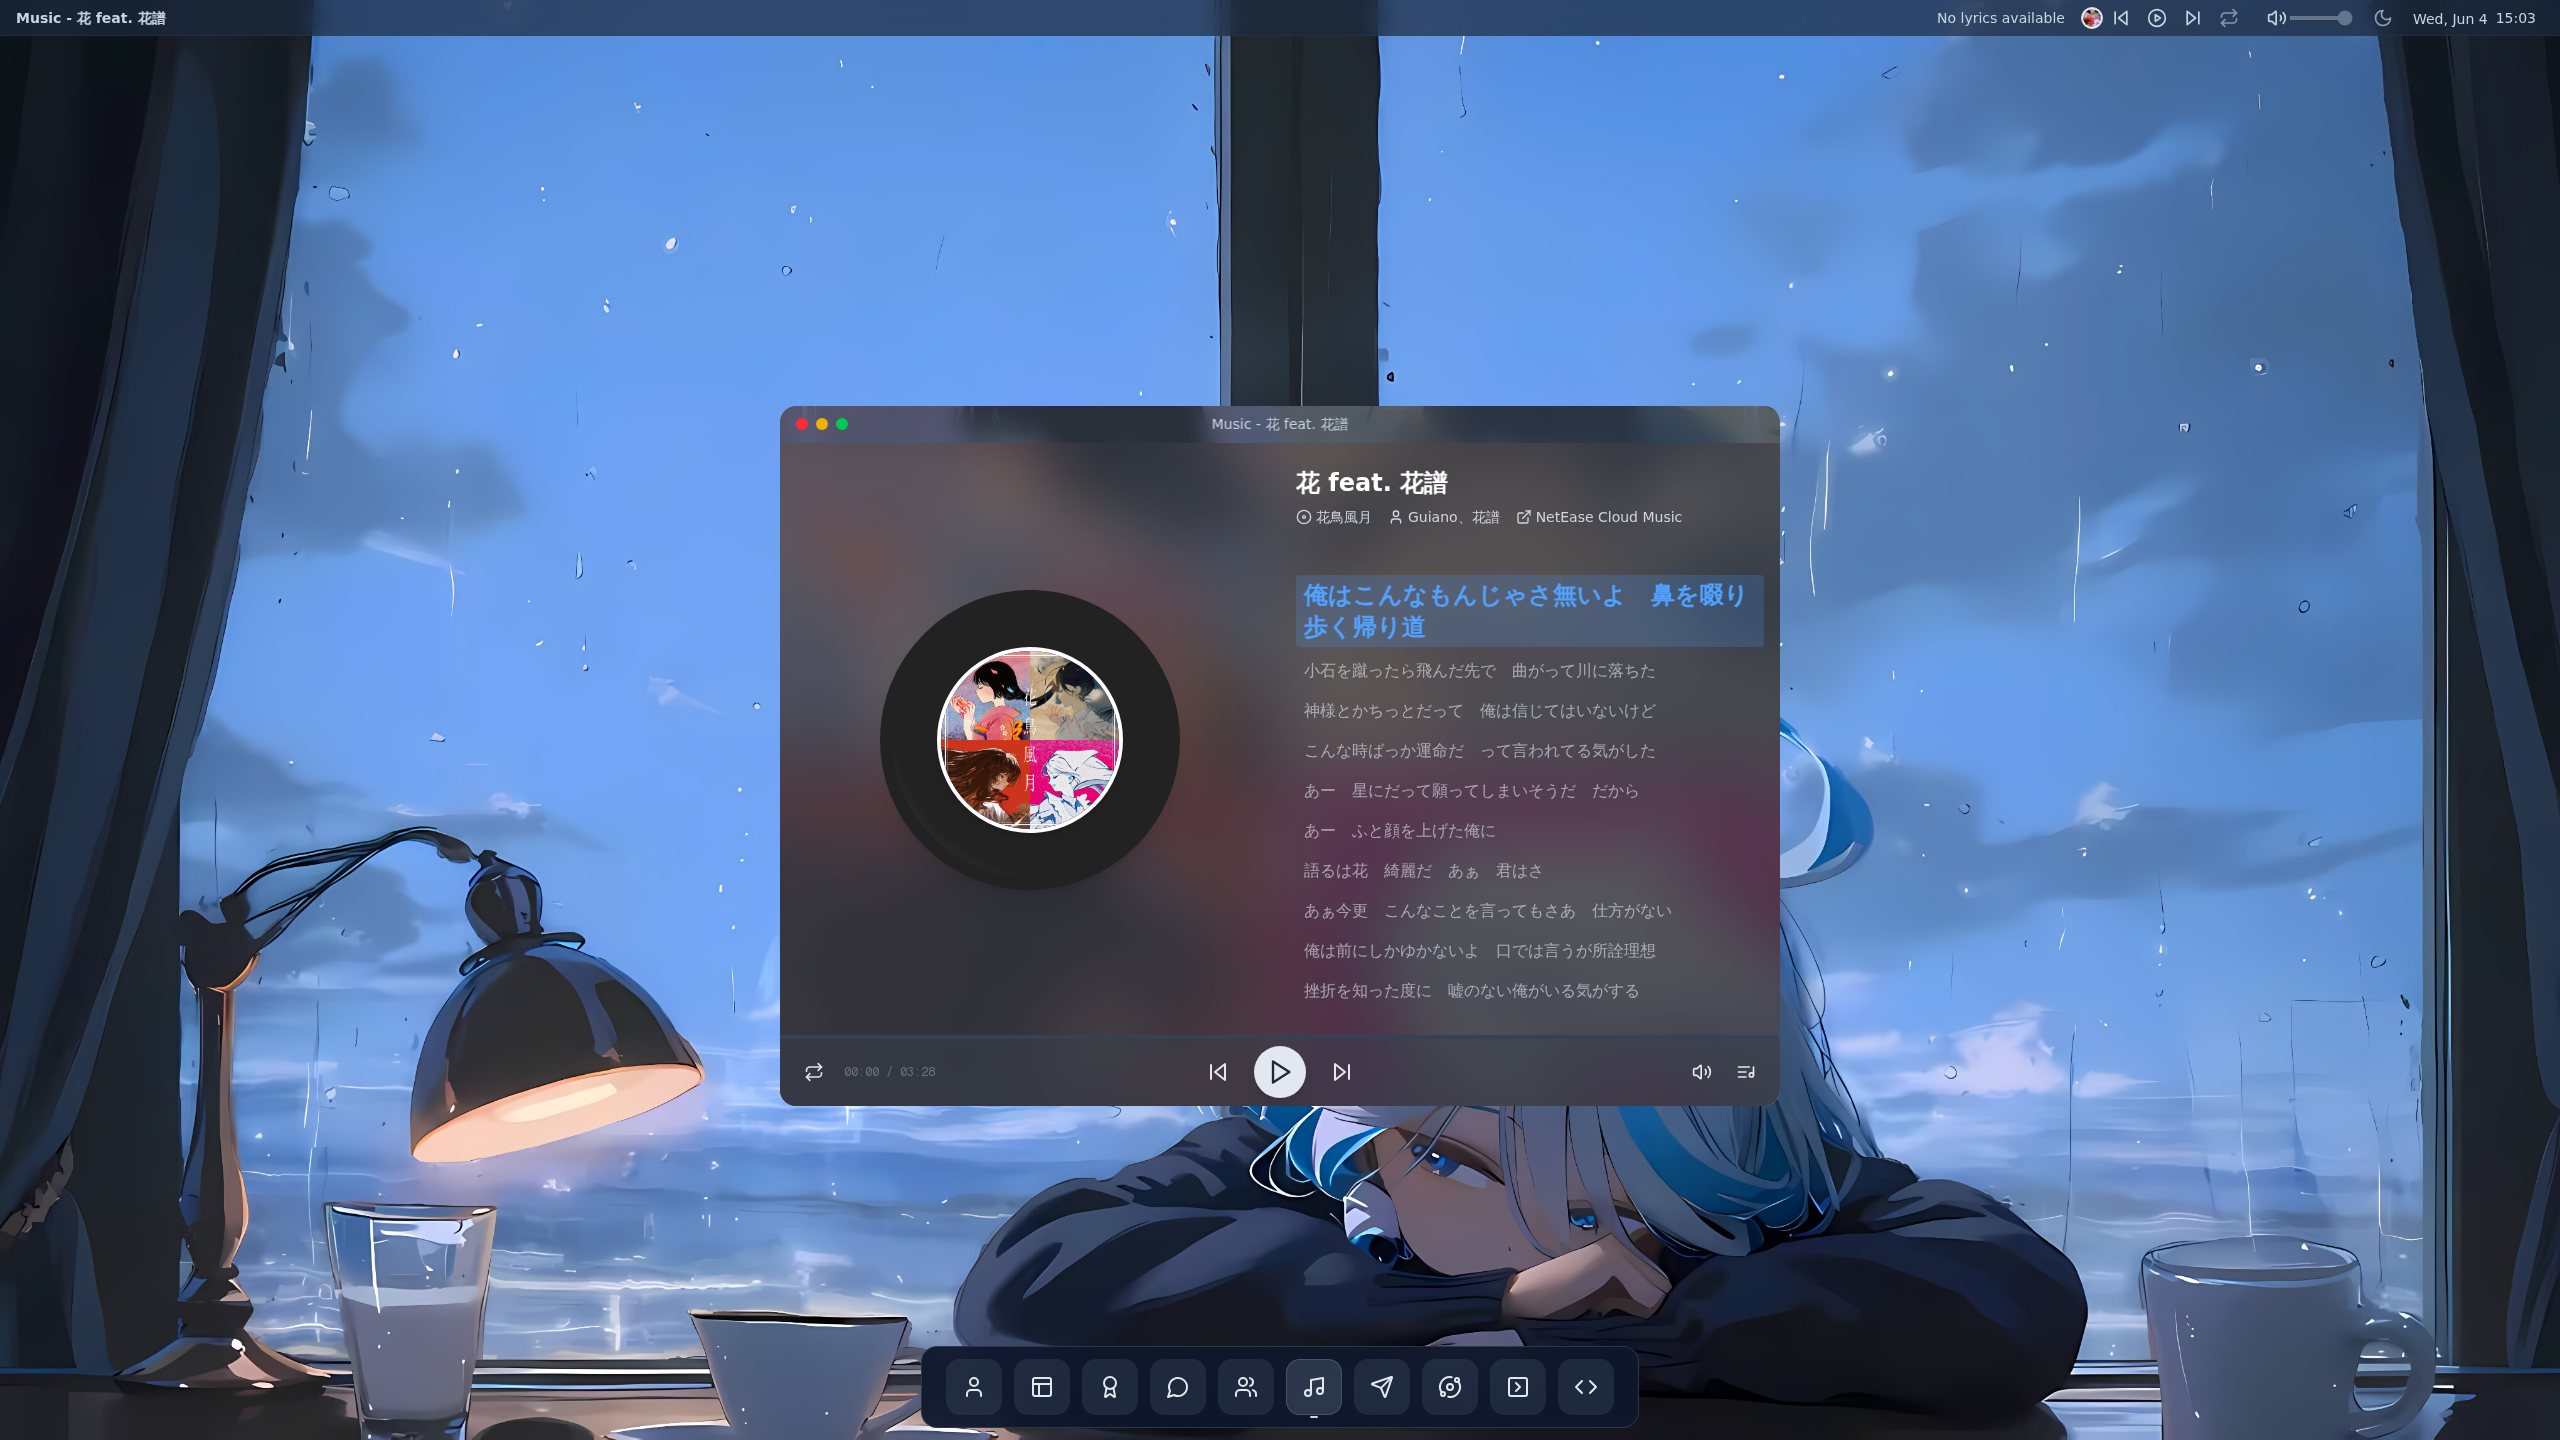 Music - 花 feat. 花譜
No lyrics available
Wed, Jun 4 15:03
Music - 花 feat. 花譜
花 feat. 花譜
花鳥風月 Guiano、花譜 NetEase Cloud Music
俺はこんなもんじゃさ無いよ　鼻を啜り
歩く帰り道
小石を蹴ったら飛んだ先で　曲がって川に落ちた
神様とかちっとだって　俺は信じてはいないけど
こんな時ばっか運命だ　って言われてる気がした
あー　星にだって願ってしまいそうだ　だから
あー　ふと顔を上げた俺に
語るは花　綺麗だ　あぁ　君はさ
あぁ今更　こんなことを言ってもさあ　仕方がない
俺は前にしかゆかないよ　口では言うが所詮理想
挫折を知った度に　嘘のない俺がいる気がする
花
鳥
風
月
00:00 / 03:28